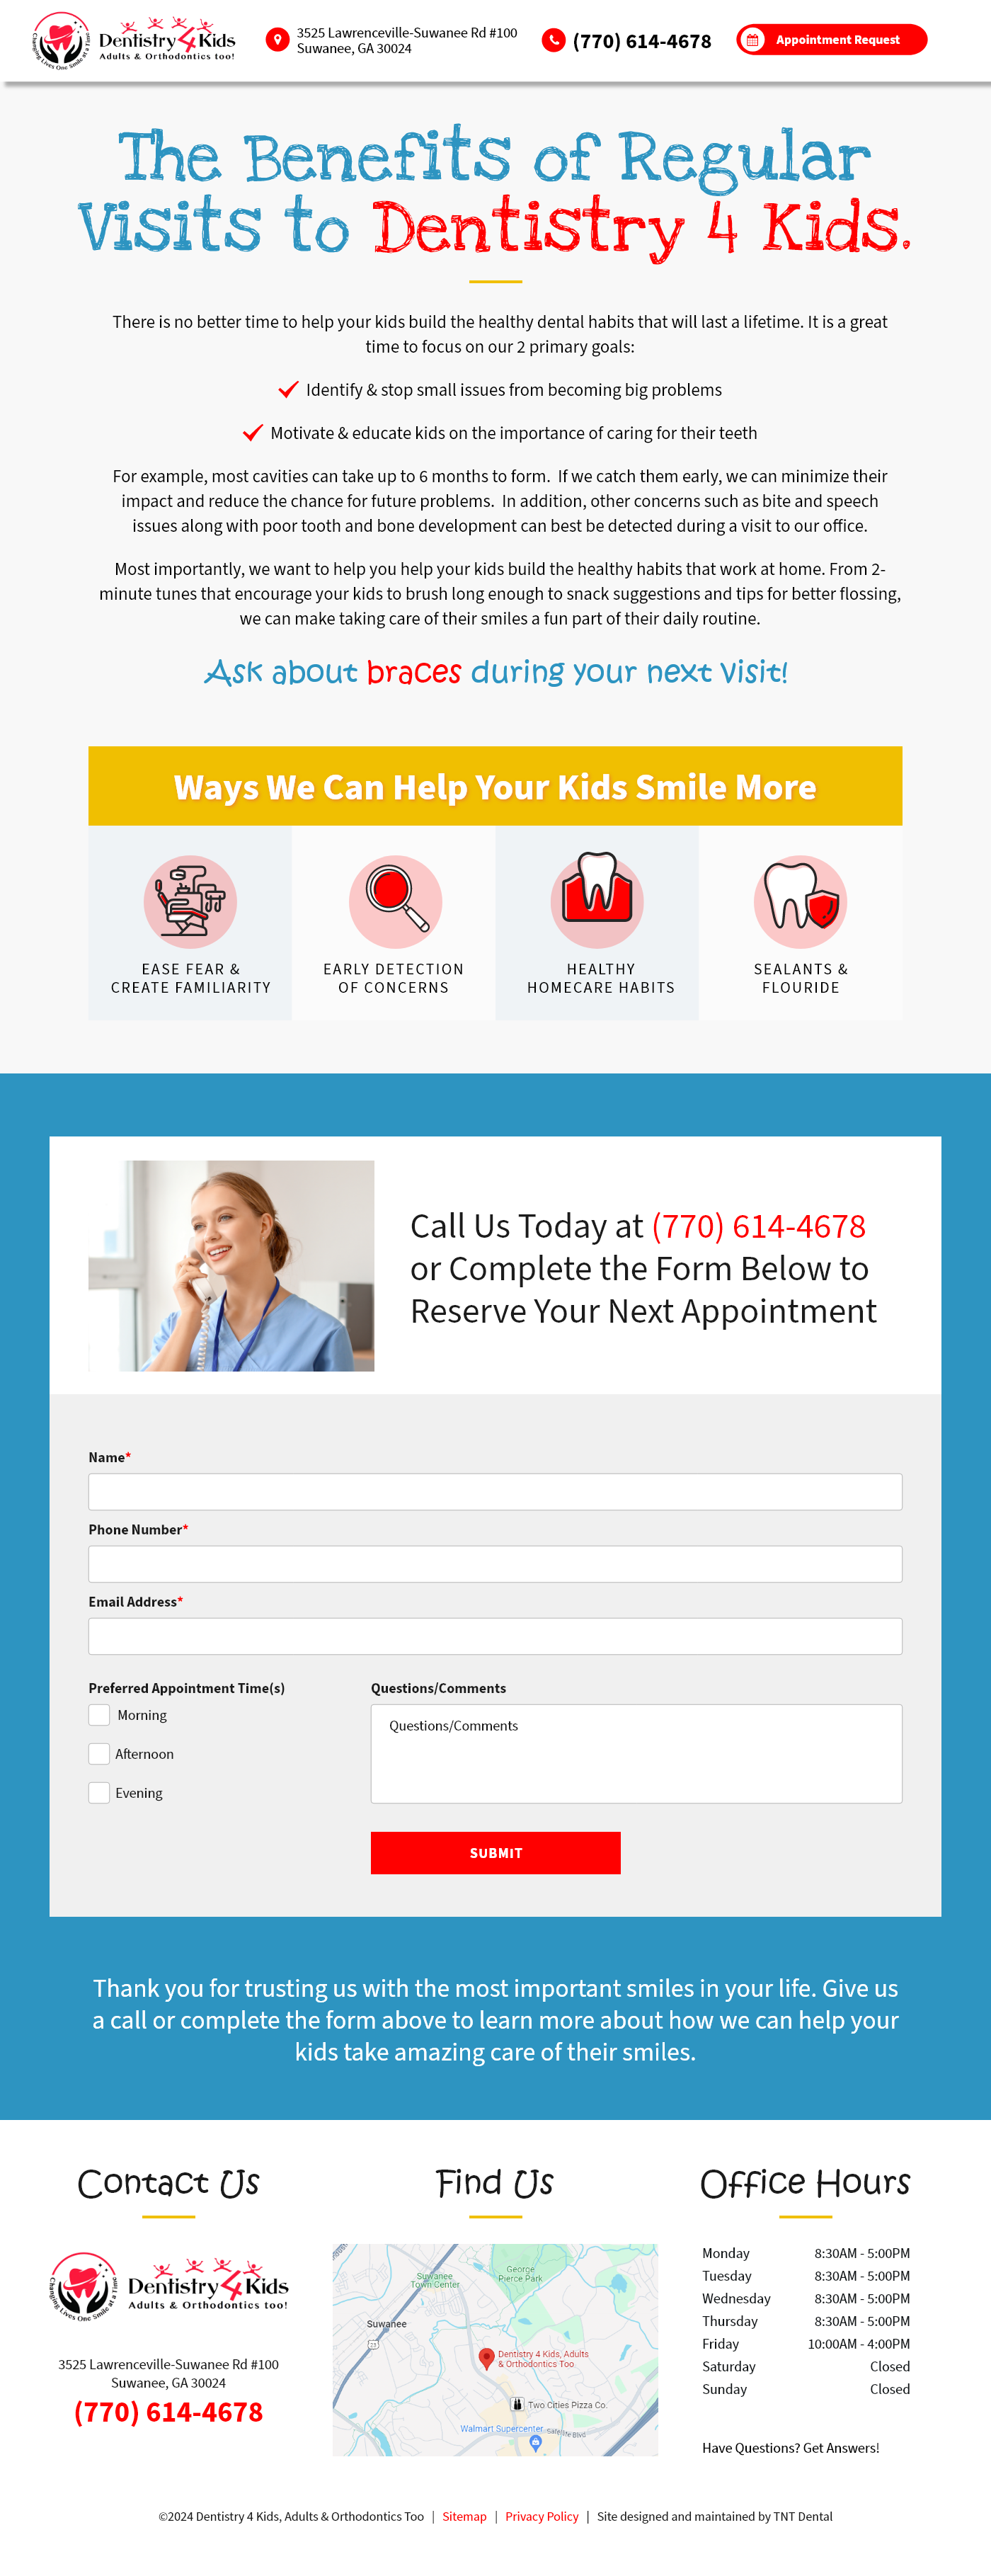 Changing Lives One Smile at a Time
Dentistry 4 Kids
Adults & Orthodontics too!
3525 Lawrenceville-Suwanee Rd #100
Suwanee, GA 30024
(770) 614-4678
Appointment Request
The Benefits of Regular
Visits to Dentistry 4 Kids.
There is no better time to help your kids build the healthy dental habits that will last a lifetime. It is a great
time to focus on our 2 primary goals:
Identify & stop small issues from becoming big problems
Motivate & educate kids on the importance of caring for their teeth
For example, most cavities can take up to 6 months to form.  If we catch them early, we can minimize their
impact and reduce the chance for future problems.  In addition, other concerns such as bite and speech
issues along with poor tooth and bone development can best be detected during a visit to our office.
Most importantly, we want to help you help your kids build the healthy habits that work at home. From 2-
minute tunes that encourage your kids to brush long enough to snack suggestions and tips for better flossing,
we can make taking care of their smiles a fun part of their daily routine.
Ask about braces during your next visit!
Ways We Can Help Your Kids Smile More
EASE FEAR &
CREATE FAMILIARITY
EARLY DETECTION
OF CONCERNS
HEALTHY
HOMECARE HABITS
SEALANTS &
FLOURIDE
Call Us Today at (770) 614-4678
or Complete the Form Below to
Reserve Your Next Appointment
Name*
Phone Number*
Email Address*
Preferred Appointment Time(s)
Morning
Afternoon
Evening
Questions/Comments
Questions/Comments
SUBMIT
Thank you for trusting us with the most important smiles in your life. Give us
a call or complete the form above to learn more about how we can help your
kids take amazing care of their smiles.
Contact Us
Changing Lives One Smile at a Time
Dentistry 4 Kids
Adults & Orthodontics too!
3525 Lawrenceville-Suwanee Rd #100
Suwanee, GA 30024
(770) 614-4678
Find Us
Suwanee
Town Center
George
Pierce Park
Suwanee
23
Dentistry 4 Kids, Adults
& Orthodontics Too
Two Cities Pizza Co.
Walmart Supercenter
Satellite Blvd
Office Hours
Monday 8:30AM - 5:00PM
Tuesday 8:30AM - 5:00PM
Wednesday 8:30AM - 5:00PM
Thursday 8:30AM - 5:00PM
Friday 10:00AM - 4:00PM
Saturday Closed
Sunday Closed
Have Questions? Get Answers!
©2024 Dentistry 4 Kids, Adults & Orthodontics Too | Sitemap | Privacy Policy | Site designed and maintained by TNT Dental